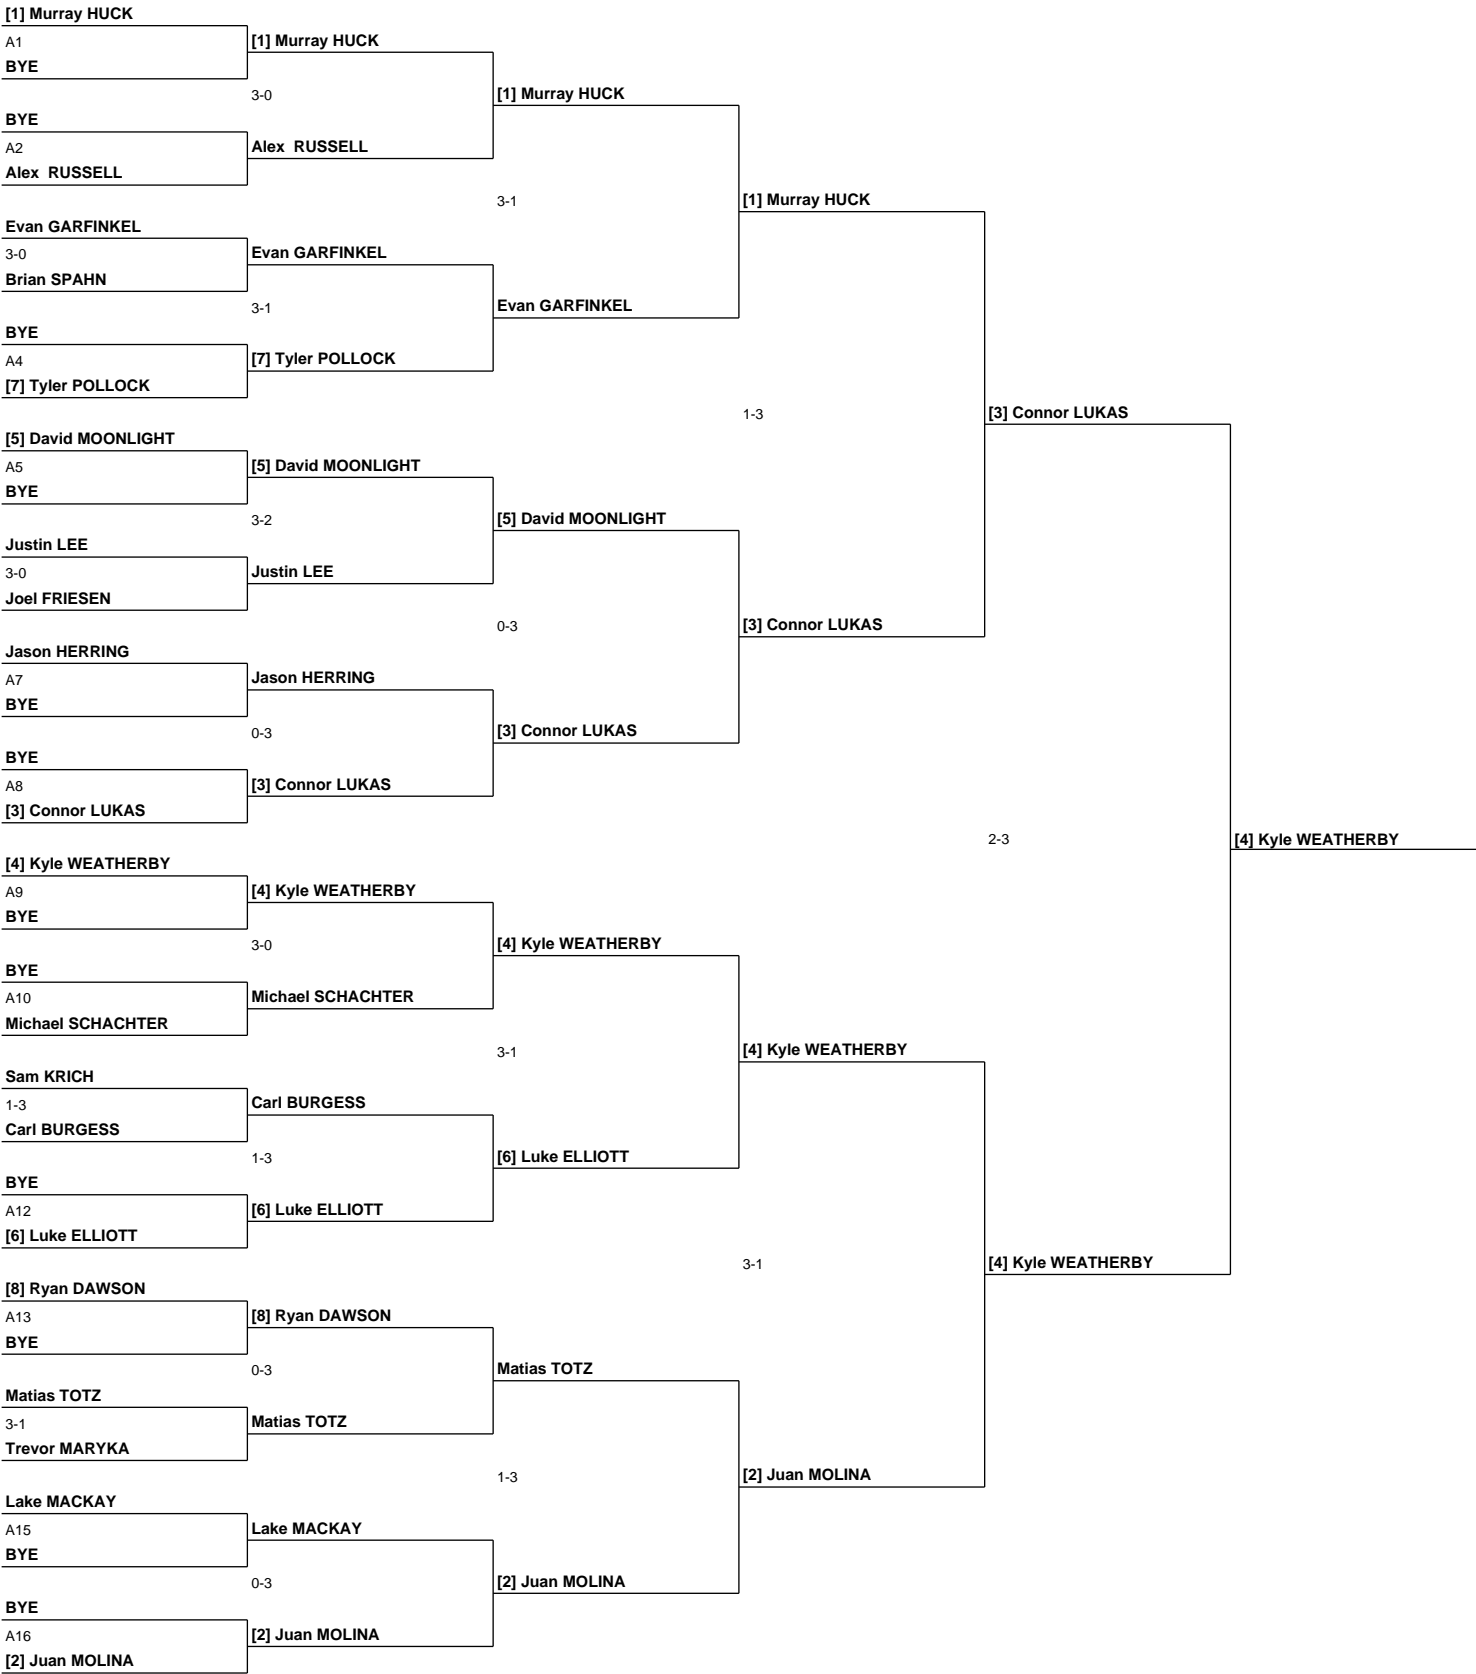 [1] Murray HUCK
A1
BYE
BYE
A2
Alex  RUSSELL
Evan GARFINKEL
3-0
Brian SPAHN
BYE
A4
[7] Tyler POLLOCK
[5] David MOONLIGHT
A5
BYE
Justin LEE
3-0
Joel FRIESEN
Jason HERRING
A7
BYE
BYE
A8
[3] Connor LUKAS
[4] Kyle WEATHERBY
A9
BYE
BYE
A10
Michael SCHACHTER
Sam KRICH
1-3
Carl BURGESS
BYE
A12
[6] Luke ELLIOTT
[8] Ryan DAWSON
A13
BYE
Matias TOTZ
3-1
Trevor MARYKA
Lake MACKAY
A15
BYE
BYE
A16
[2] Juan MOLINA
[1] Murray HUCK
3-0
Alex  RUSSELL
Evan GARFINKEL
3-1
[7] Tyler POLLOCK
[5] David MOONLIGHT
3-2
Justin LEE
Jason HERRING
0-3
[3] Connor LUKAS
[4] Kyle WEATHERBY
3-0
Michael SCHACHTER
Carl BURGESS
1-3
[6] Luke ELLIOTT
[8] Ryan DAWSON
0-3
Matias TOTZ
Lake MACKAY
0-3
[2] Juan MOLINA
[1] Murray HUCK
3-1
Evan GARFINKEL
[5] David MOONLIGHT
0-3
[3] Connor LUKAS
[4] Kyle WEATHERBY
3-1
[6] Luke ELLIOTT
Matias TOTZ
1-3
[2] Juan MOLINA
[1] Murray HUCK
1-3
[3] Connor LUKAS
[4] Kyle WEATHERBY
3-1
[2] Juan MOLINA
[3] Connor LUKAS
2-3
[4] Kyle WEATHERBY
[4] Kyle WEATHERBY